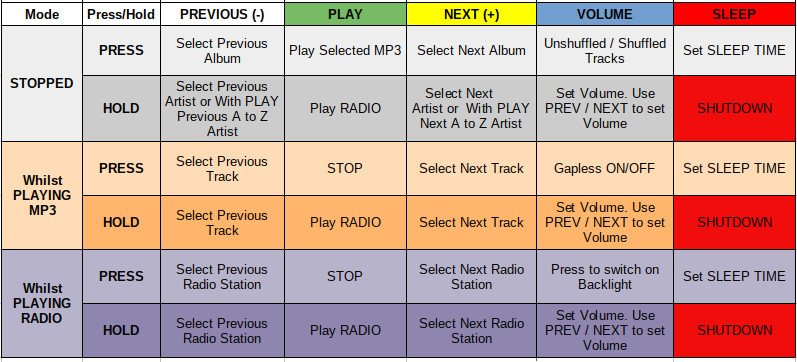 Mode Press/Hold PREVIOUS (-) PLAY NEXT (+) VOLUME SLEEP
STOPPED
PRESS
Select Previous
Album
Play Selected MP3
Select Next Album
Unshuffled / Shuffled
Tracks
Set SLEEP TIME
HOLD
Select Previous
Artist or With PLAY
Previous A to Z
Artist
Play RADIO
Select Next
Artist or With PLAY
Next A to Z Artist
Set Volume. Use
PREV / NEXT to set
Volume
SHUTDOWN
Whilst
PLAYING
MP3
PRESS
Select Previous
Track
STOP
Select Next Track
Gapless ON/OFF
Set SLEEP TIME
HOLD
Select Previous
Track
Play RADIO
Select Next Track
Set Volume. Use
PREV / NEXT to set
Volume
SHUTDOWN
Whilst
PLAYING
RADIO
PRESS
Select Previous
Radio Station
STOP
Select Next Radio
Station
Press to switch on
Backlight
Set SLEEP TIME
HOLD
Select Previous
Radio Station
Play RADIO
Select Next Radio
Station
Set Volume. Use
PREV / NEXT to set
Volume
SHUTDOWN